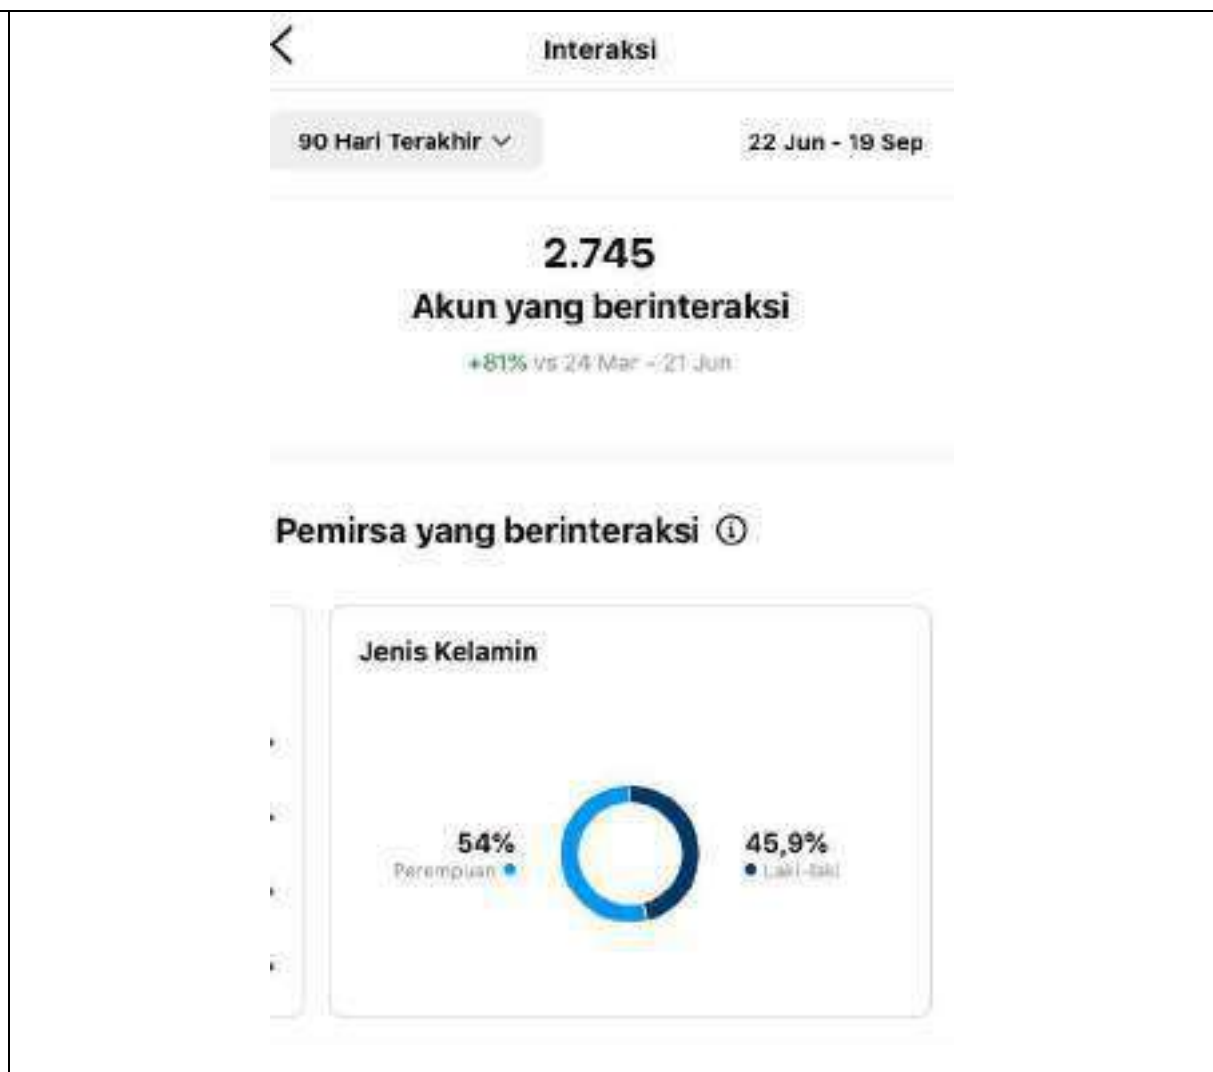 Interaksi
90 Hari Terakhir
22 Jun - 19 Sep
2.745
Akun yang berinteraksi
+81% vs 24 Mar - 21 Jun
Pemirsa yang berinteraksi
Jenis Kelamin
54%
Perempuan
45,9%
Laki-laki